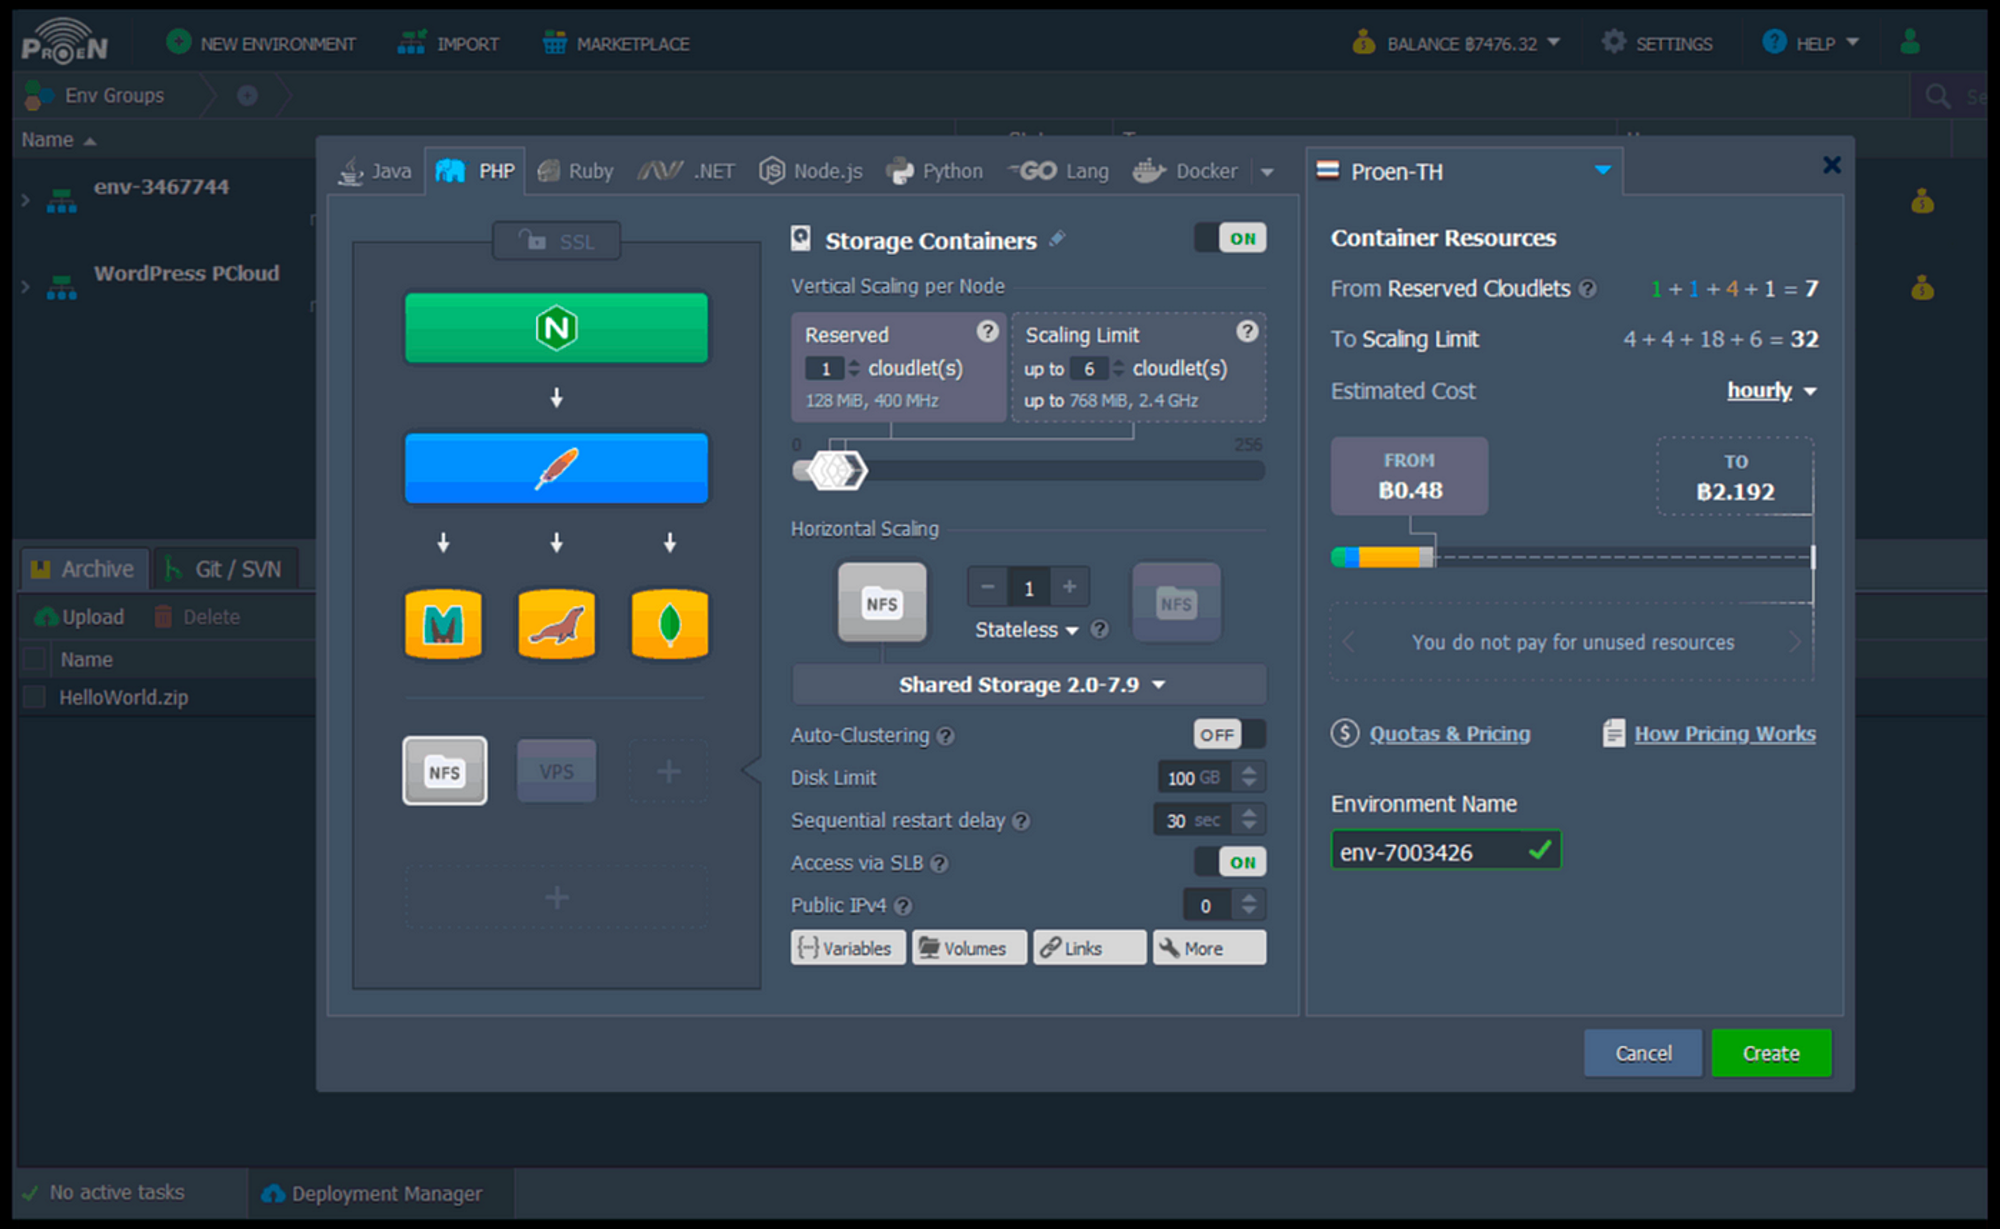 PROEN
NEW ENVIRONMENT
IMPORT
MARKETPLACE
BALANCE ฿7476.32
SETTINGS
HELP
Env Groups
Name
env-3467744
WordPress PCloud
Java
PHP
Ruby
.NET
Node.js
Python
GO Lang
Docker
Proen-TH
SSL
N
NFS
VPS
Storage Containers
ON
Vertical Scaling per Node
Reserved
1 cloudlet(s)
128 MiB, 400 MHz
Scaling Limit
up to 6 cloudlet(s)
up to 768 MiB, 2.4 GHz
0
256
Horizontal Scaling
NFS
1
NFS
Stateless
Shared Storage 2.0-7.9
Auto-Clustering
OFF
Disk Limit
100 GB
Sequential restart delay
30 sec
Access via SLB
ON
Public IPv4
0
Variables
Volumes
Links
More
Container Resources
From Reserved Cloudlets
1 + 1 + 4 + 1 = 7
To Scaling Limit
4 + 4 + 18 + 6 = 32
Estimated Cost
hourly
FROM
฿0.48
TO
฿2.192
You do not pay for unused resources
Quotas & Pricing
How Pricing Works
Environment Name
env-7003426
Cancel
Create
Archive
Git / SVN
Upload
Delete
Name
HelloWorld.zip
No active tasks
Deployment Manager